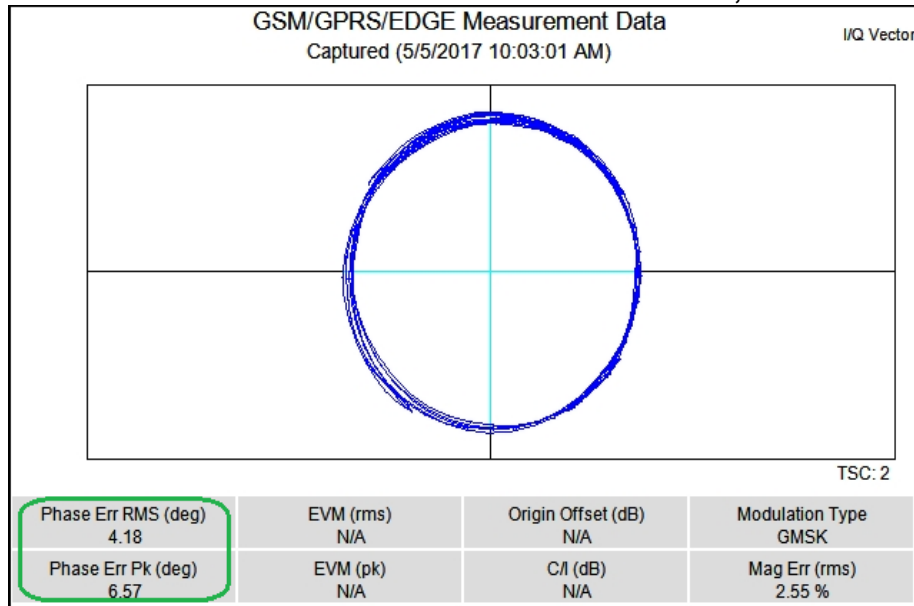 GSM/GPRS/EDGE Measurement Data
I/Q Vector
Captured (5/5/2017 10:03:01 AM)
TSC: 2
Phase Err RMS (deg)
4.18
EVM (rms)
N/A
Origin Offset (dB)
N/A
Modulation Type
GMSK
Phase Err Pk (deg)
6.57
EVM (pk)
N/A
C/I (dB)
N/A
Mag Err (rms)
2.55 %